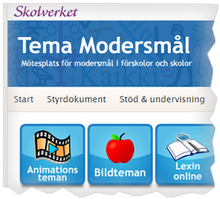 Skolverket
Tema Modersmål
Mötesplats för modersmål i förskolor och skolor
Start Styrdokument Stöd & undervisning
Animations
teman
Bildteman
Lexin
online